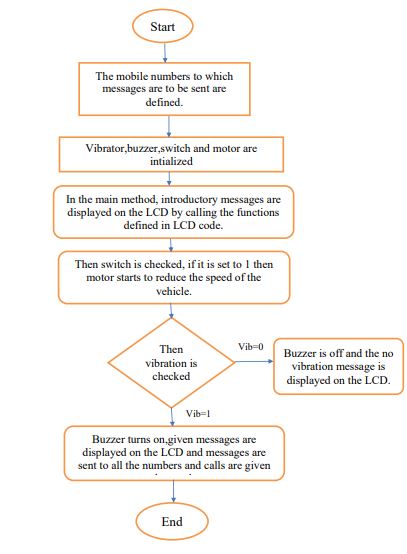 Start
The mobile numbers to which
messages are to be sent are
defined.
Vibrator,buzzer,switch and motor are
intialized
In the main method, introductory messages are
displayed on the LCD by calling the functions
defined in LCD code.
Then switch is checked, if it is set to 1 then
motor starts to reduce the speed of the
vehicle.
Then
vibration is
checked
Vib=0
Buzzer is off and the no
vibration message is
displayed on the LCD.
Vib=1
Buzzer turns on,given messages are
displayed on the LCD and messages are
sent to all the numbers and calls are given
End